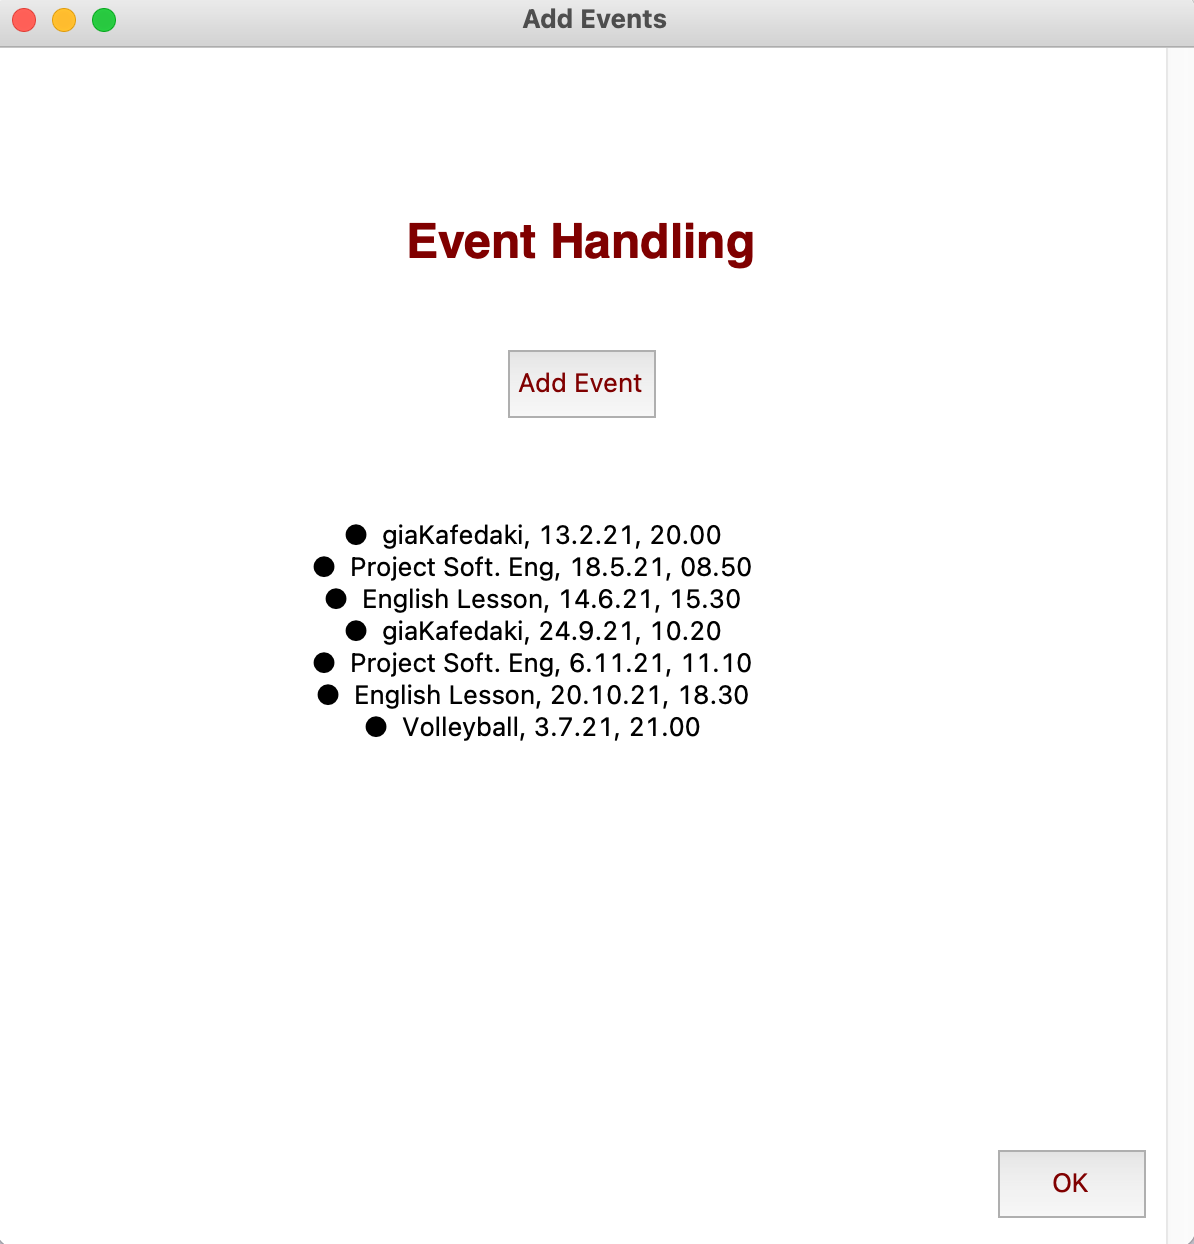 Add Events
Event Handling
Add Event
● giaKafedaki, 13.2.21, 20.00
● Project Soft. Eng, 18.5.21, 08.50
● English Lesson, 14.6.21, 15.30
● giaKafedaki, 24.9.21, 10.20
● Project Soft. Eng, 6.11.21, 11.10
● English Lesson, 20.10.21, 18.30
● Volleyball, 3.7.21, 21.00
OK